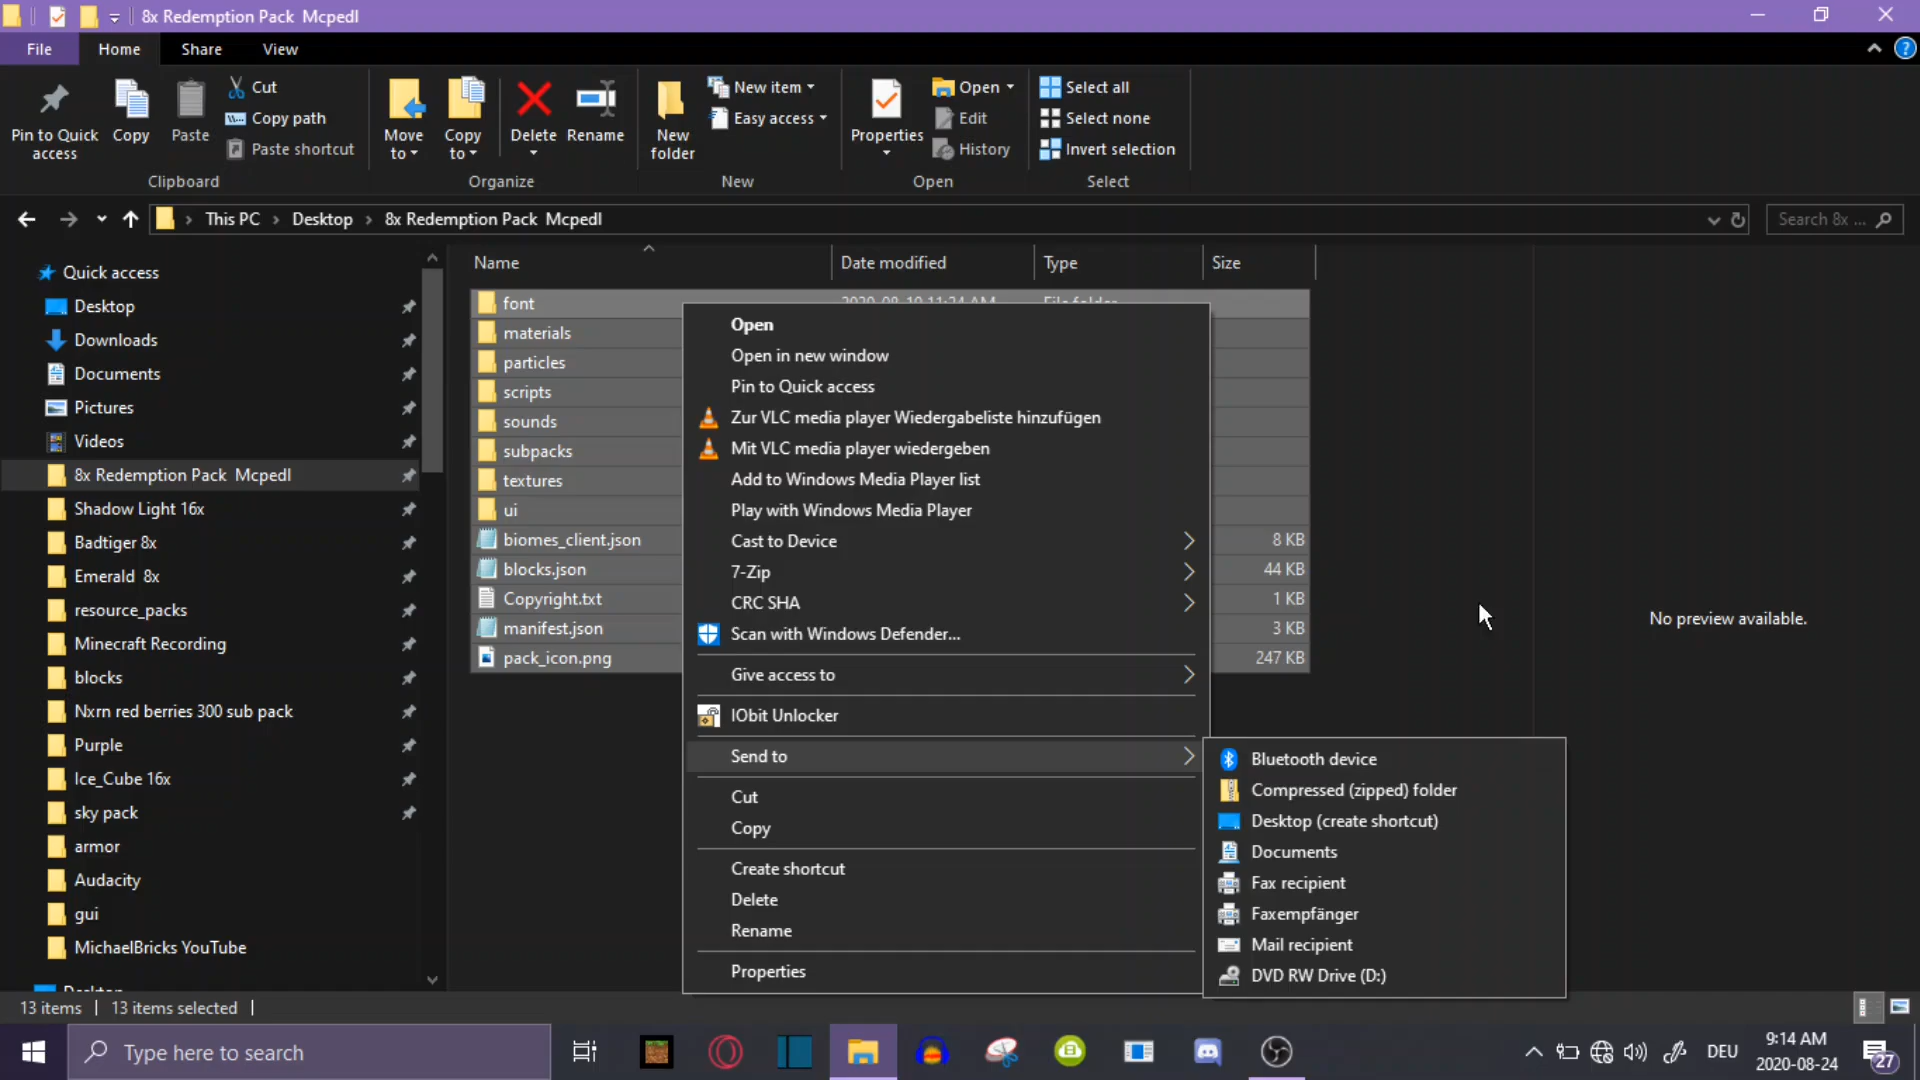 8x Redemption Pack  Mcpedl
File
Home
Share
View
Pin to Quick access
Copy
Paste
Cut
Copy path
Paste shortcut
Clipboard
Move to
Copy to
Delete
Rename
Organize
New folder
New item
Easy access
New
Properties
Open
Edit
History
Open
Select all
Select none
Invert selection
Select
This PC
Desktop
8x Redemption Pack  Mcpedl
Search 8x ...
Quick access
Desktop
Downloads
Documents
Pictures
Videos
8x Redemption Pack  Mcpedl
Shadow Light 16x
Badtiger 8x
Emerald  8x
resource_packs
Minecraft Recording
blocks
Nxrn red berries 300 sub pack
Purple
Ice_Cube 16x
sky pack
armor
Audacity
gui
MichaelBricks YouTube
Desktop
Name
Date modified
Type
Size
font 2020-08-19 11:24 AM File folder
materials
particles
scripts
sounds
subpacks
textures
ui
biomes_client.json 8 KB
blocks.json 44 KB
Copyright.txt 1 KB
manifest.json 3 KB
pack_icon.png 247 KB
Open
Open in new window
Pin to Quick access
Zur VLC media player Wiedergabeliste hinzufügen
Mit VLC media player wiedergeben
Add to Windows Media Player list
Play with Windows Media Player
Cast to Device
7-Zip
CRC SHA
Scan with Windows Defender...
Give access to
IObit Unlocker
Send to
Cut
Copy
Create shortcut
Delete
Rename
Properties
Bluetooth device
Compressed (zipped) folder
Desktop (create shortcut)
Documents
Fax recipient
Faxempfänger
Mail recipient
DVD RW Drive (D:)
No preview available.
13 items
13 items selected
Type here to search
DEU
9:14 AM
2020-08-24
27